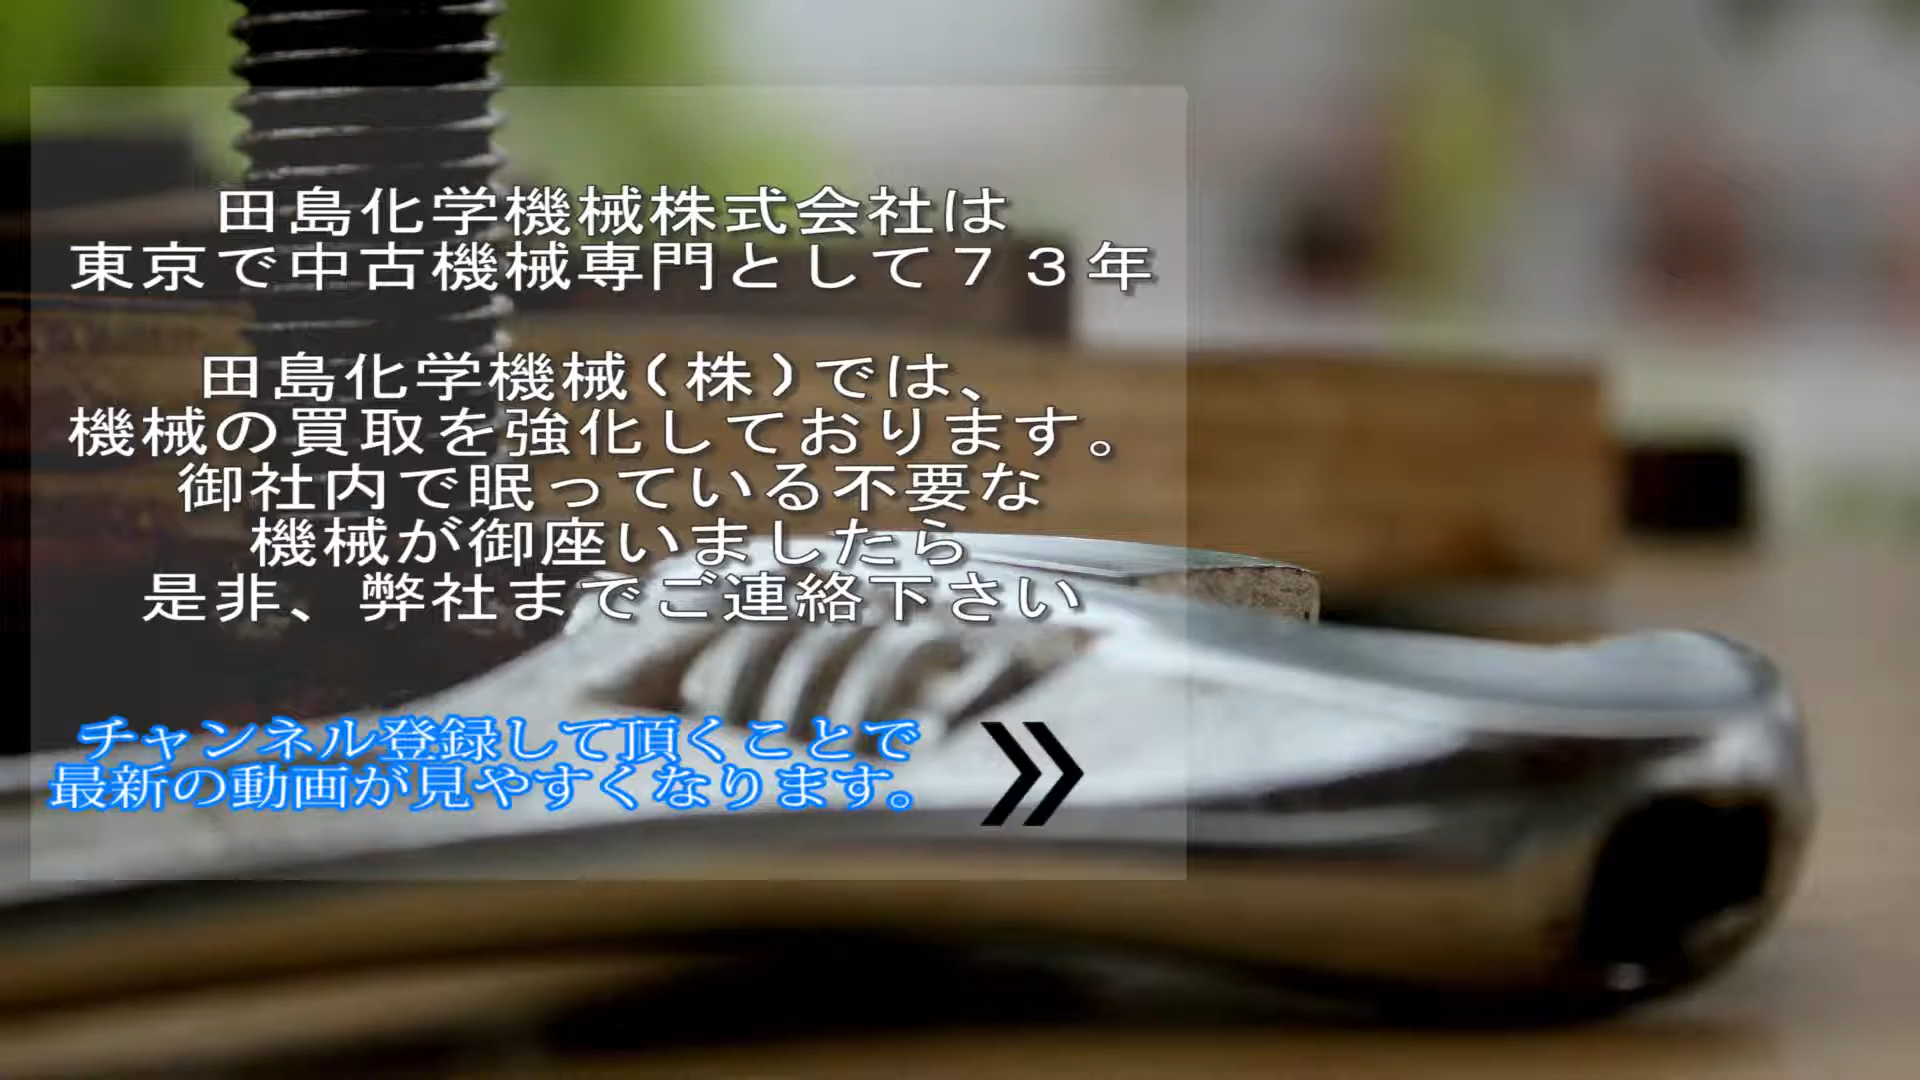 田島化学機械株式会社は
東京で中古機械専門として７３年
田島化学機械(株)では、
機械の買取を強化しております。
御社内で眠っている不要な
機械が御座いましたら
是非、弊社までご連絡下さい
チャンネル登録して頂くことで
最新の動画が見やすくなります。